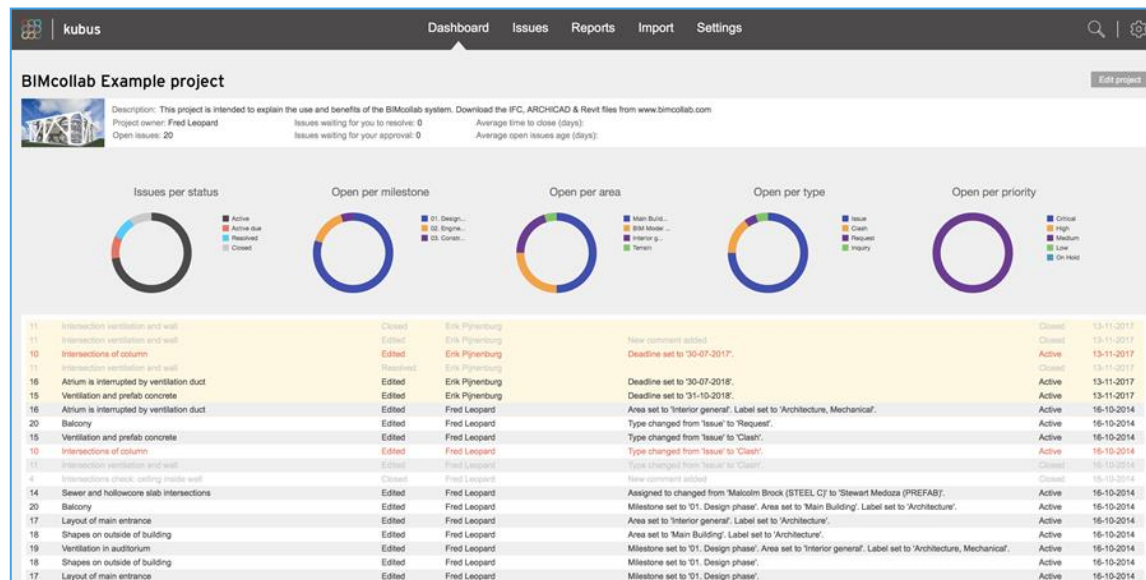 kubus Dashboard Issues Reports Import Settings
BIMcollab Example project Edit project
Description: This project is intended to explain the use and benefits of the BIMcollab system. Download the IFC, ARCHICAD & Revit files from www.bimcollab.com
Project owner: Fred Leopard Issues waiting for you to resolve: 0 Average time to close (days):
Open issues: 20 Issues waiting for your approval: 0 Average open issues age (days):
Issues per status Open per milestone Open per area Open per type Open per priority
Active 01. Design... Main Build... Issue Critical
Active due 02. Engine... BIM Model ... Clash High
Resolved 03. Constr... Interior g... Request Medium
Closed Terrain Inquiry Low
On Hold
11 Intersection ventilation and wall Closed Erik Pijnenburg Closed 13-11-2017
11 Intersection ventilation and wall Edited Erik Pijnenburg New comment added Closed 13-11-2017
10 Intersections of column Edited Erik Pijnenburg Deadline set to '30-07-2017'. Active 13-11-2017
11 Intersection ventilation and wall Resolved Erik Pijnenburg Closed 13-11-2017
16 Atrium is interrupted by ventilation duct Edited Erik Pijnenburg Deadline set to '30-07-2018'. Active 13-11-2017
15 Ventilation and prefab concrete Edited Erik Pijnenburg Deadline set to '31-10-2018'. Active 13-11-2017
16 Atrium is interrupted by ventilation duct Edited Fred Leopard Area set to 'Interior general'. Label set to 'Architecture, Mechanical'. Active 16-10-2014
20 Balcony Edited Fred Leopard Type changed from 'Issue' to 'Request'. Active 16-10-2014
15 Ventilation and prefab concrete Edited Fred Leopard Type changed from 'Issue' to 'Clash'. Active 16-10-2014
10 Intersections of column Edited Fred Leopard Type changed from 'Issue' to 'Clash'. Active 16-10-2014
11 Intersection ventilation and wall Edited Fred Leopard Type changed from 'Issue' to 'Clash'. Closed 16-10-2014
4 Intersections check: ceiling inside wall Closed Fred Leopard New comment added Closed 16-10-2014
14 Sewer and hollowcore slab intersections Edited Fred Leopard Assigned to changed from 'Malcolm Brock (STEEL C)' to 'Stewart Medoza (PREFAB)'. Active 16-10-2014
20 Balcony Edited Fred Leopard Milestone set to '01. Design phase'. Area set to 'Main Building'. Label set to 'Architecture'. Active 16-10-2014
17 Layout of main entrance Edited Fred Leopard Area set to 'Interior general'. Label set to 'Architecture'. Active 16-10-2014
18 Shapes on outside of building Edited Fred Leopard Area set to 'Main Building'. Label set to 'Architecture'. Active 16-10-2014
19 Ventilation in auditorium Edited Fred Leopard Milestone set to '01. Design phase'. Area set to 'Interior general'. Label set to 'Architecture, Mechanical'. Active 16-10-2014
18 Shapes on outside of building Edited Fred Leopard Milestone set to '01. Design phase'. Active 16-10-2014
17 Layout of main entrance Edited Fred Leopard Milestone set to '01. Design phase'. Active 16-10-2014